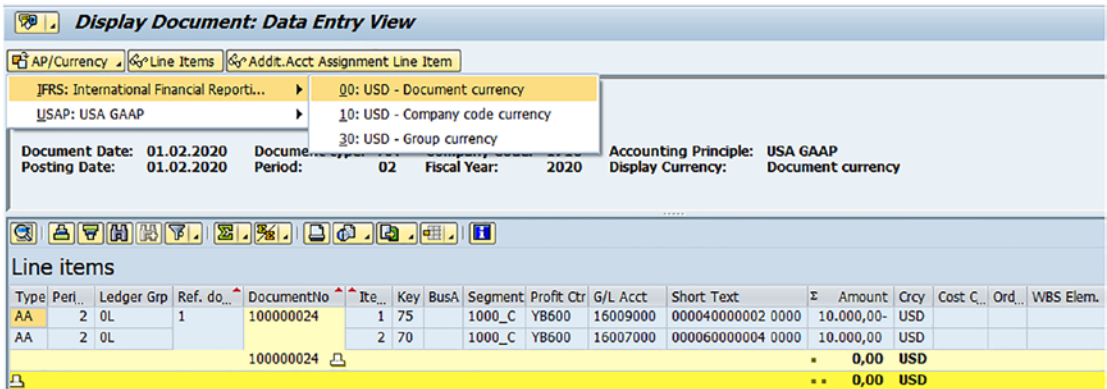 Display Document: Data Entry View
AP/Currency Line Items Addit.Acct Assignment Line Item
IFRS: International Financial Reporti... 00: USD - Document currency
USAP: USA GAAP 10: USD - Company code currency
30: USD - Group currency
Document Date: 01.02.2020 Accounting Principle: USA GAAP
Posting Date: 01.02.2020 Period: 02 Fiscal Year: 2020 Display Currency: Document currency
Line items
Type Peri... Ledger Grp Ref. do... DocumentNo Ite... Key BusA Segment Profit Ctr G/L Acct Short Text Σ Amount Crcy Cost C... Ord... WBS Elem.
AA 2 0L 1 100000024 1 75 1000_C YB600 16009000 000040000002 0000 10.000,00- USD
AA 2 0L 2 70 1000_C YB600 16007000 000060000004 0000 10.000,00 USD
100000024 0,00 USD
0,00 USD